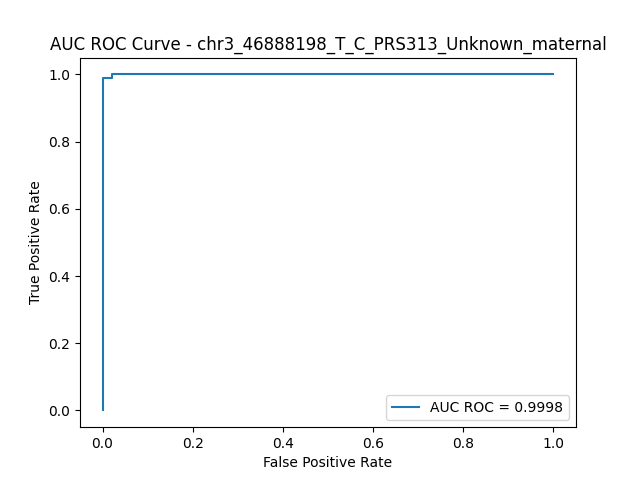 AUC ROC Curve - chr3_46888198_T_C_PRS313_Unknown_maternal
True Positive Rate
1.0
0.8
0.6
0.4
0.2
0.0
AUC ROC = 0.9998
0.0 0.2 0.4 0.6 0.8 1.0
False Positive Rate